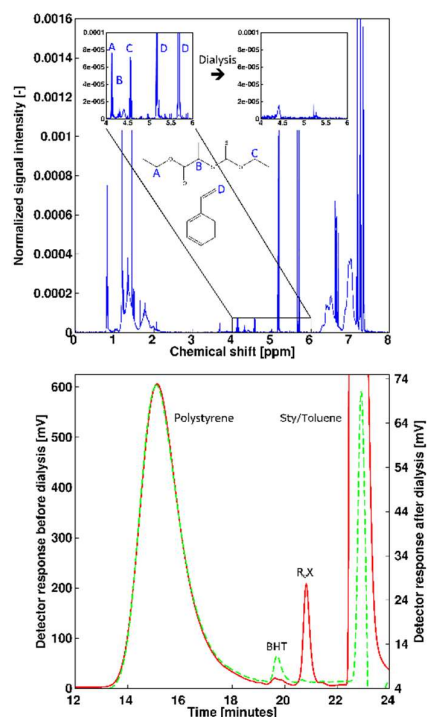 Normalized signal intensity [-]
0.0016
0.0014
0.0012
0.001
0.0008
0.0006
0.0004
0.0002
0
0.0001
8e-005
6e-005
4e-005
2e-005
0
A
B
C
D
D
4
4.5
5
5.5
6
Dialysis
0.0001
8e-005
6e-005
4e-005
2e-005
0
4
4.5
5
5.5
6
A
B
C
D
0
1
2
3
4
5
6
7
8
Chemical shift [ppm]
Detector response before dialysis [mV]
600
500
400
300
200
100
0
Polystyrene
Sty/Toluene
BHT
74
64
54
44
34
24
14
4
Detector response after dialysis [mV]
12
14
16
18
20
22
24
Time [minutes]